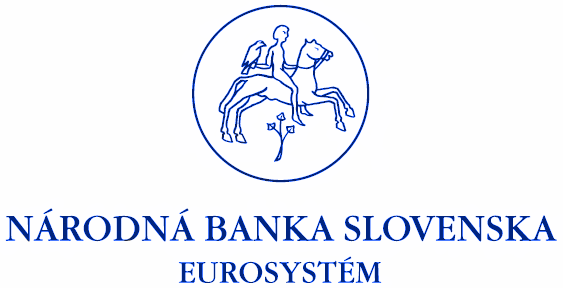 NÁRODNÁ BANKA SLOVENSKA
EUROSYSTÉM